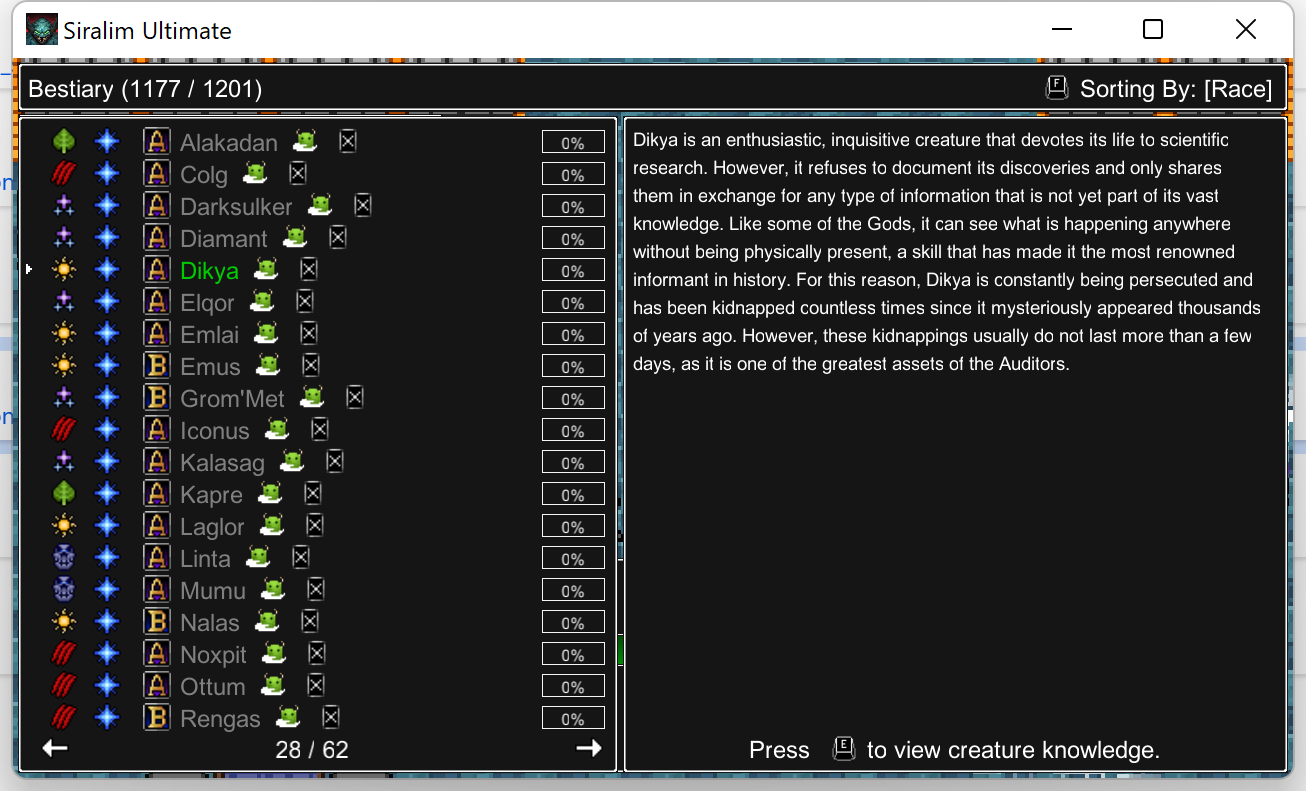 Siralim Ultimate
Bestiary (1177 / 1201)
F Sorting By: [Race]
A Alakadan 0%
A Colg 0%
A Darksulker 0%
A Diamant 0%
A Dikya 0%
A Elqor 0%
A Emlai 0%
B Emus 0%
B Grom'Met 0%
A Iconus 0%
A Kalasag 0%
A Kapre 0%
A Laglor 0%
A Linta 0%
A Mumu 0%
B Nalas 0%
A Noxpit 0%
A Ottum 0%
B Rengas 0%
28 / 62
Dikya is an enthusiastic, inquisitive creature that devotes its life to scientific
research. However, it refuses to document its discoveries and only shares
them in exchange for any type of information that is not yet part of its vast
knowledge. Like some of the Gods, it can see what is happening anywhere
without being physically present, a skill that has made it the most renowned
informant in history. For this reason, Dikya is constantly being persecuted and
has been kidnapped countless times since it mysteriously appeared thousands
of years ago. However, these kidnappings usually do not last more than a few
days, as it is one of the greatest assets of the Auditors.
Press E to view creature knowledge.